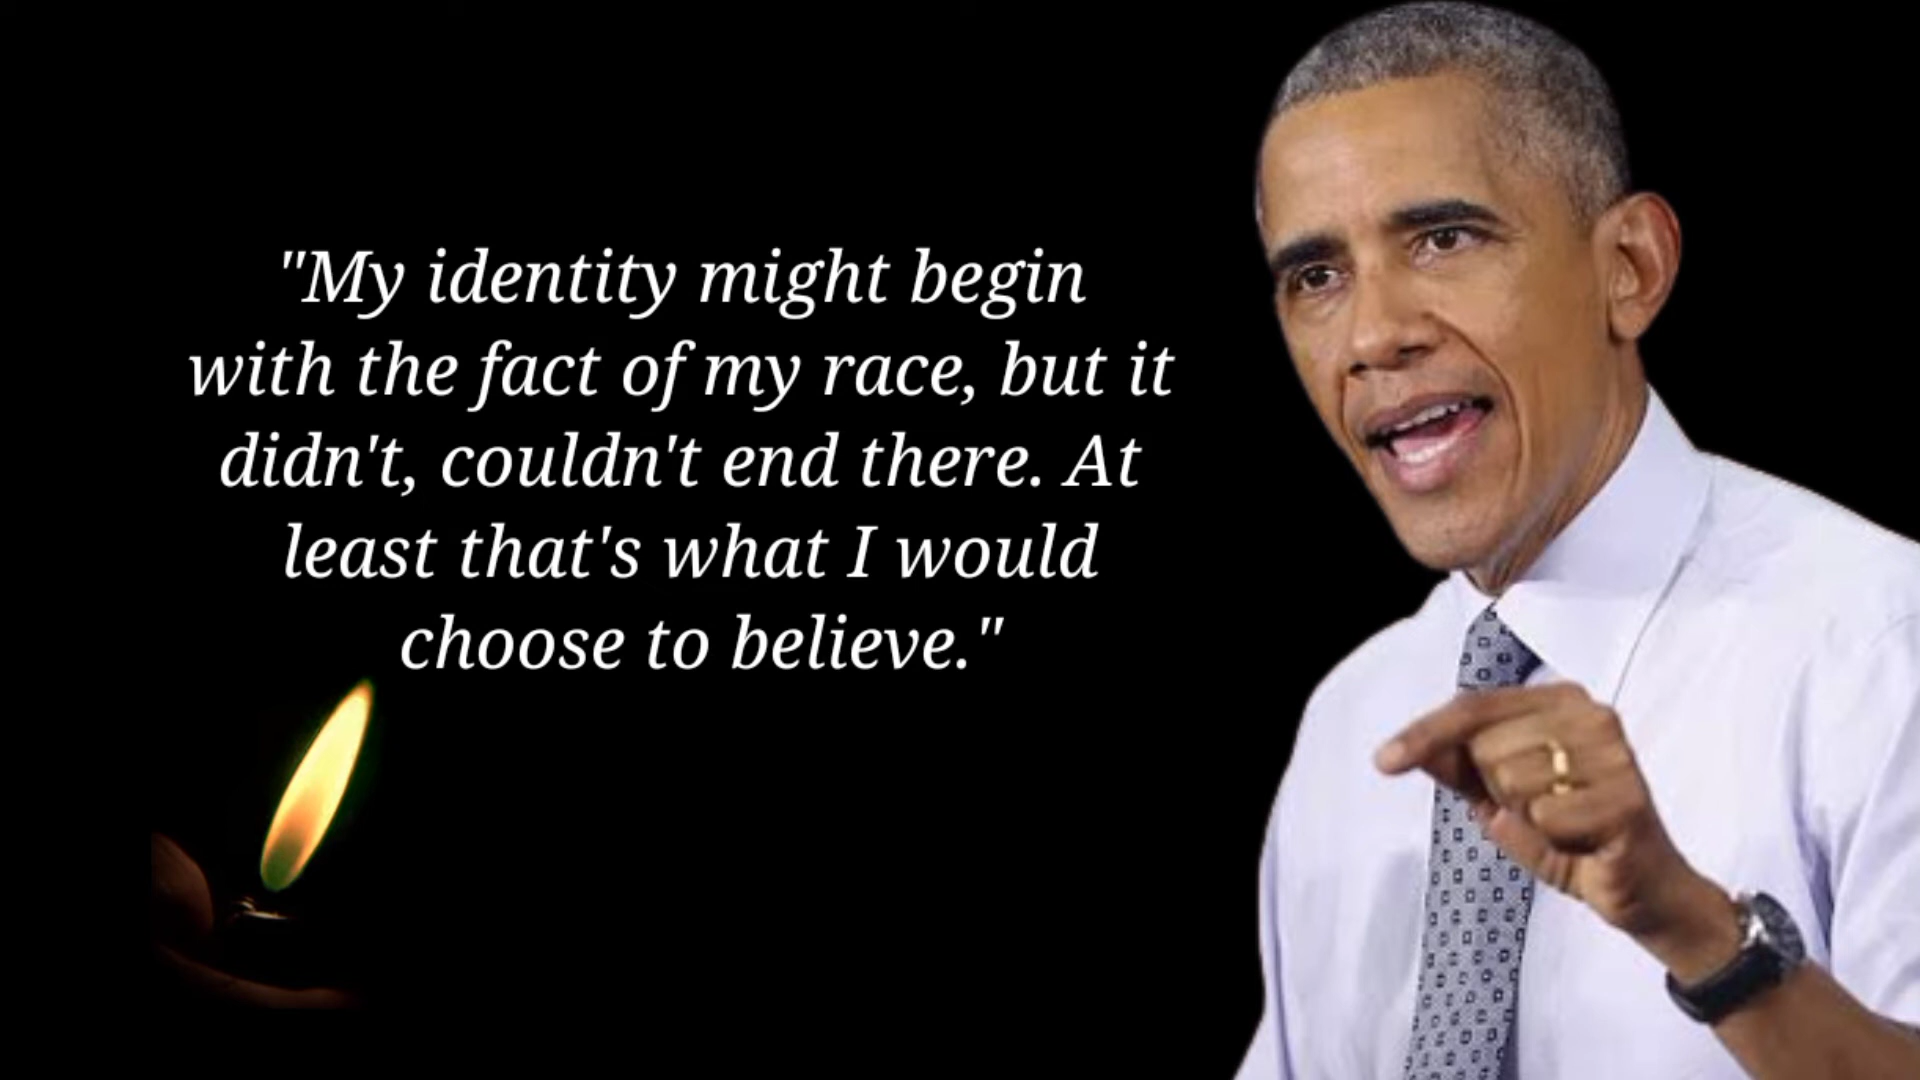 "My identity might begin
with the fact of my race, but it
didn't, couldn't end there. At
least that's what I would
choose to believe."